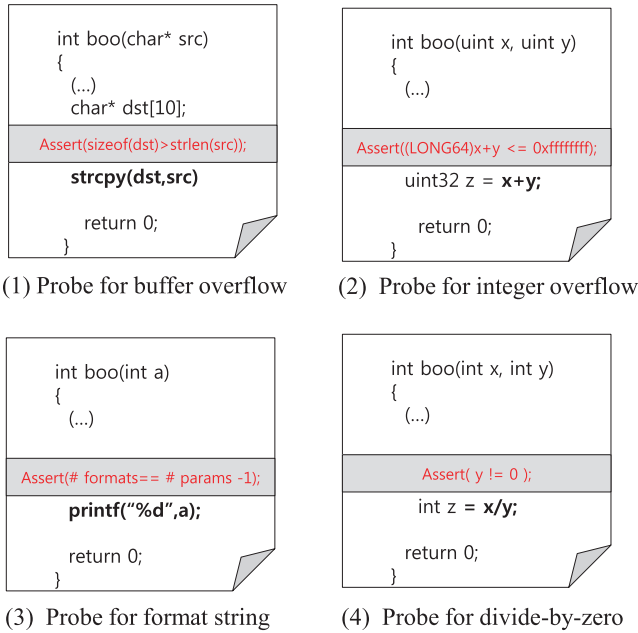 int boo(char* src)
{
(...)
char* dst[10];
Assert(sizeof(dst)>strlen(src));
strcpy(dst,src)
return 0;
}
(1) Probe for buffer overflow
int boo(uint x, uint y)
{
(...)
Assert((LONG64)x+y <= 0xffffffff);
uint32 z = x+y;
return 0;
}
(2) Probe for integer overflow
int boo(int a)
{
(...)
Assert(# formats== # params -1);
printf(“%d”,a);
return 0;
}
(3) Probe for format string
int boo(int x, int y)
{
(...)
Assert( y != 0 );
int z = x/y;
return 0;
}
(4) Probe for divide-by-zero